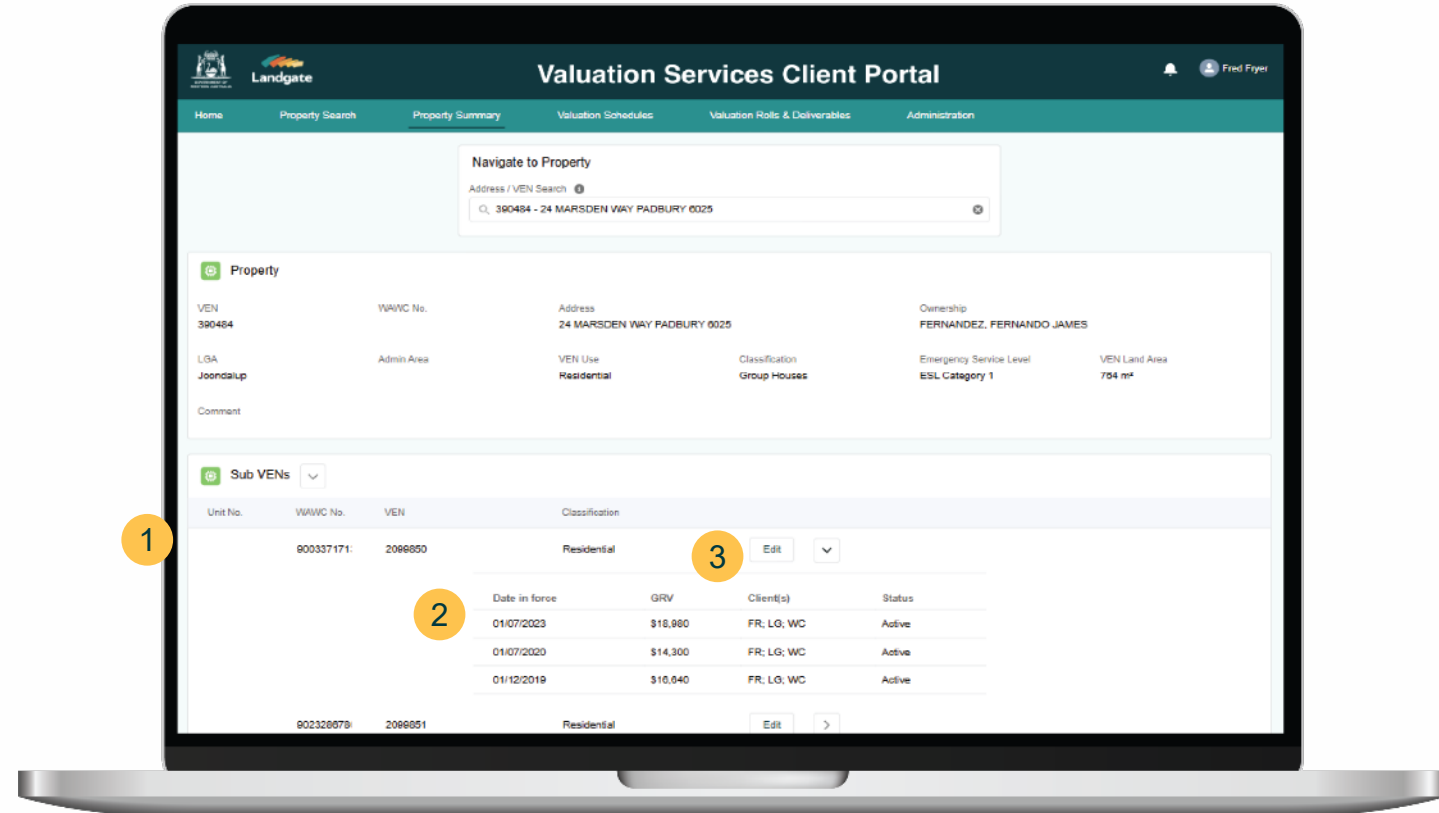 Landgate
Valuation Services Client Portal
Fred Fryer
Home Property Search Property Summary Valuation Schedules Valuation Rolls & Deliverables Administration
Navigate to Property
Address / VEN Search
390484 - 24 MARSDEN WAY PADBURY 6025
Property
VEN WAWC No. Address Ownership
390484 24 MARSDEN WAY PADBURY 6025 FERNANDEZ, FERNANDO JAMES
LGA Admin Area VEN Use Classification Emergency Service Level VEN Land Area
Joondalup Residential Group Houses ESL Category 1 764 m²
Comment
Sub VENs
Unit No. WAWC No. VEN Classification
1
900337171 2099850 Residential 3 Edit
2 Date in force GRV Client(s) Status
01/07/2023 $18,980 FR; LG; WC Active
01/07/2020 $14,300 FR; LG; WC Active
01/12/2019 $16,640 FR; LG; WC Active
902328678 2099851 Residential Edit